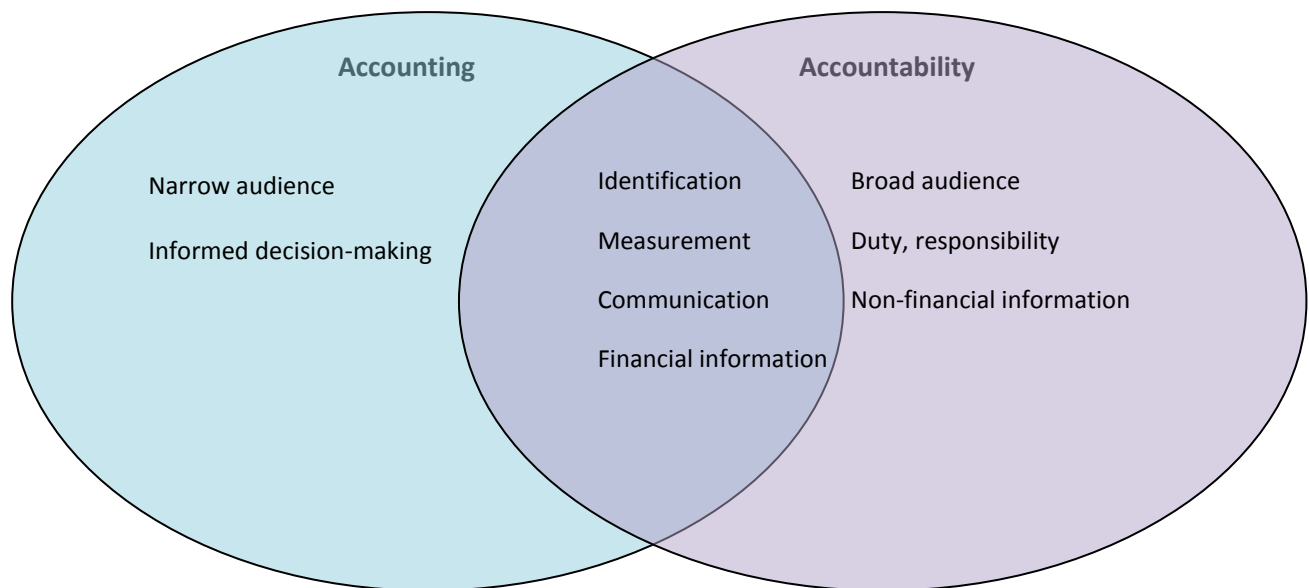 Accounting
Accountability
Narrow audience
Informed decision-making
Identification
Measurement
Communication
Financial information
Broad audience
Duty, responsibility
Non-financial information